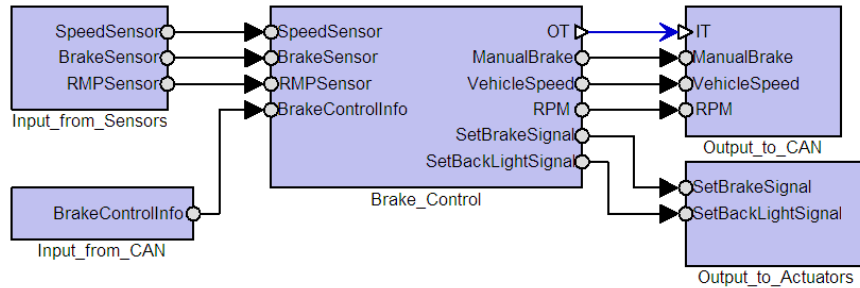 SpeedSensor
BrakeSensor
RMPSensor
Input_from_Sensors
BrakeControlInfo
Input_from_CAN
SpeedSensor
BrakeSensor
RMPSensor
BrakeControlInfo
OT
ManualBrake
VehicleSpeed
RPM
SetBrakeSignal
SetBackLightSignal
Brake_Control
IT
ManualBrake
VehicleSpeed
RPM
Output_to_CAN
SetBrakeSignal
SetBackLightSignal
Output_to_Actuators